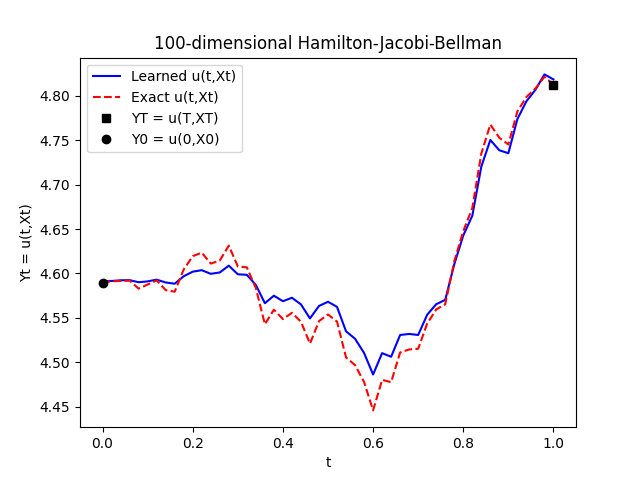 100-dimensional Hamilton-Jacobi-Bellman
Learned u(t,Xt)
Exact u(t,Xt)
YT = u(T,XT)
Y0 = u(0,X0)
4.80
4.75
4.70
4.65
4.60
4.55
4.50
4.45
Yt = u(t,Xt)
0.0 0.2 0.4 0.6 0.8 1.0
t